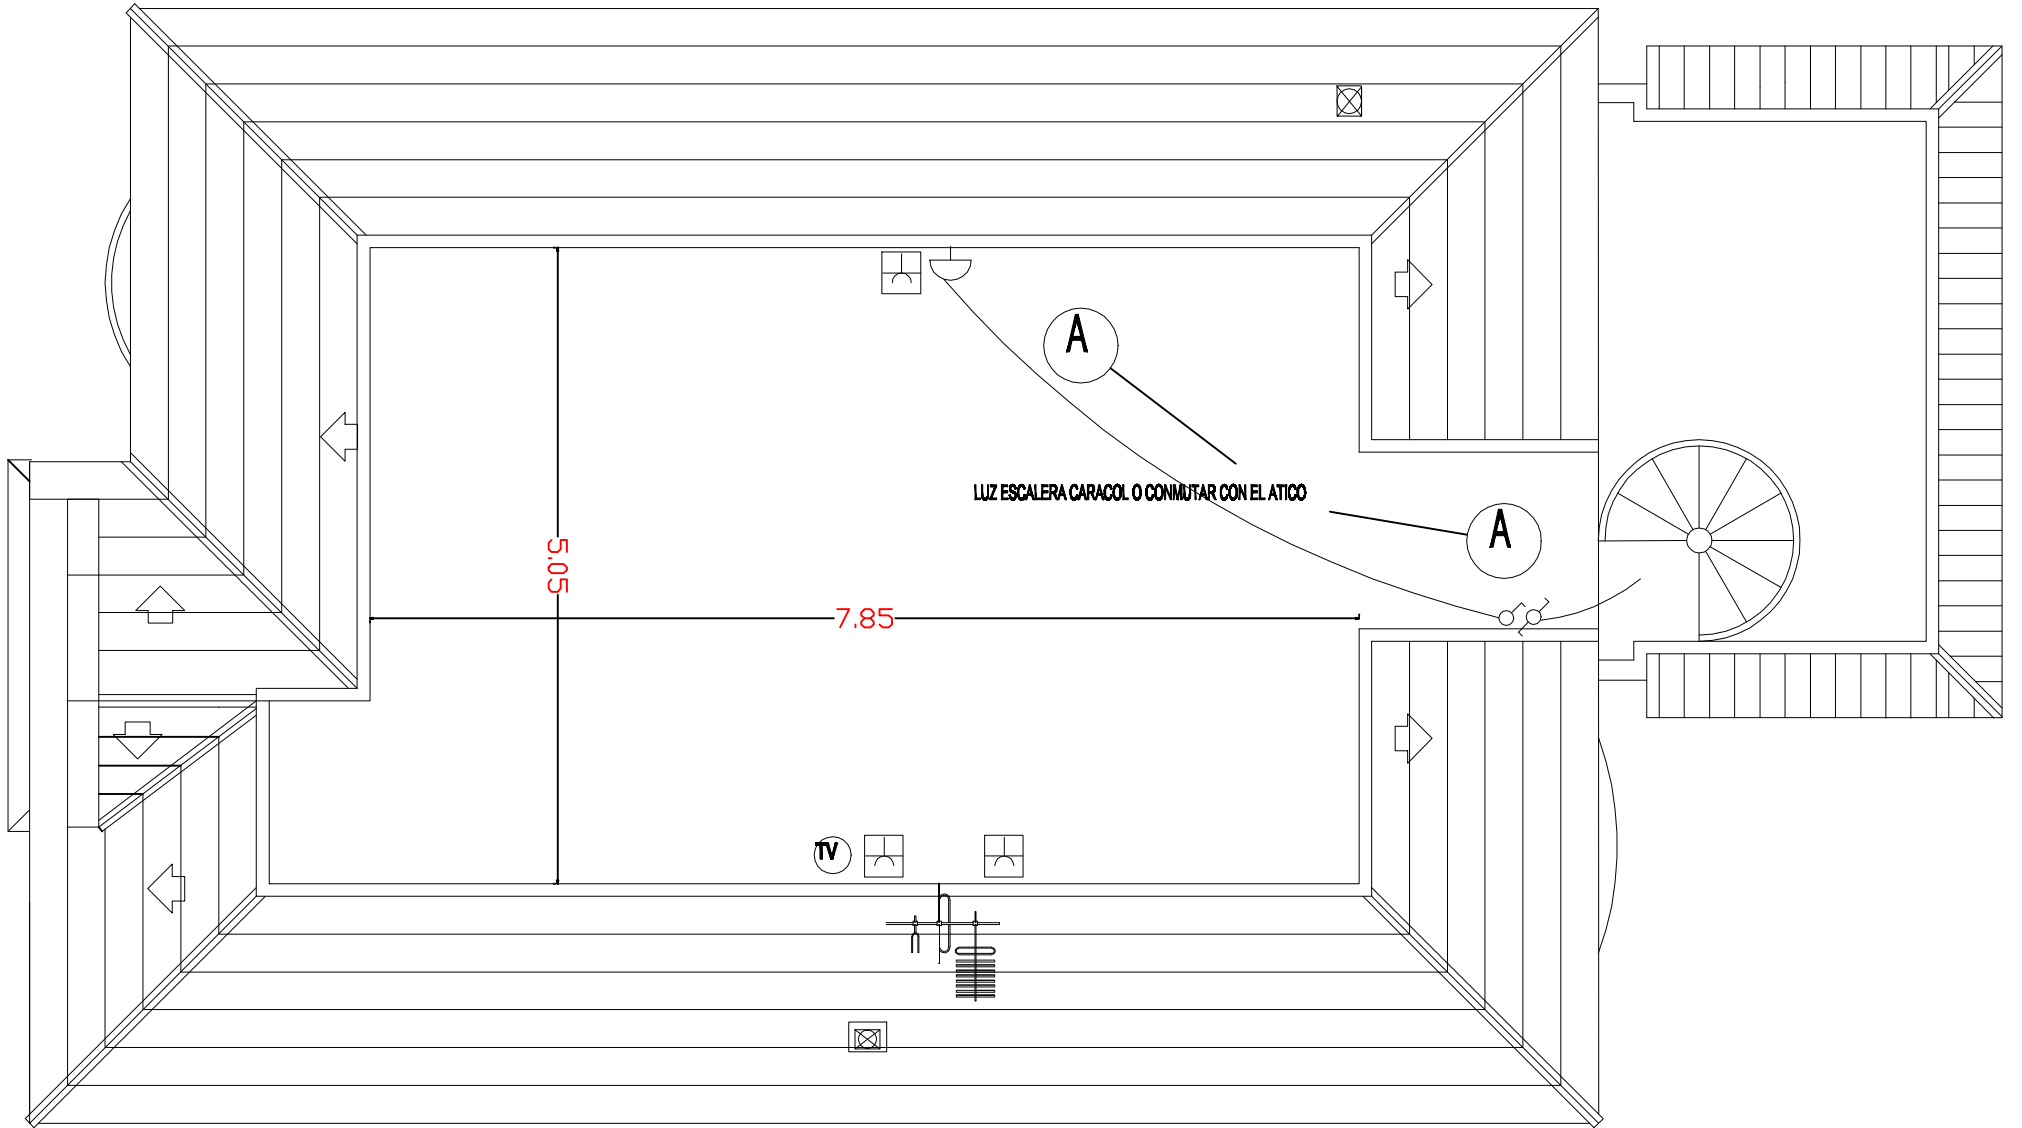 A
LUZ ESCALERA CARACOL O CONMUTAR CON EL ATICO
A
5.05
7.85
TV